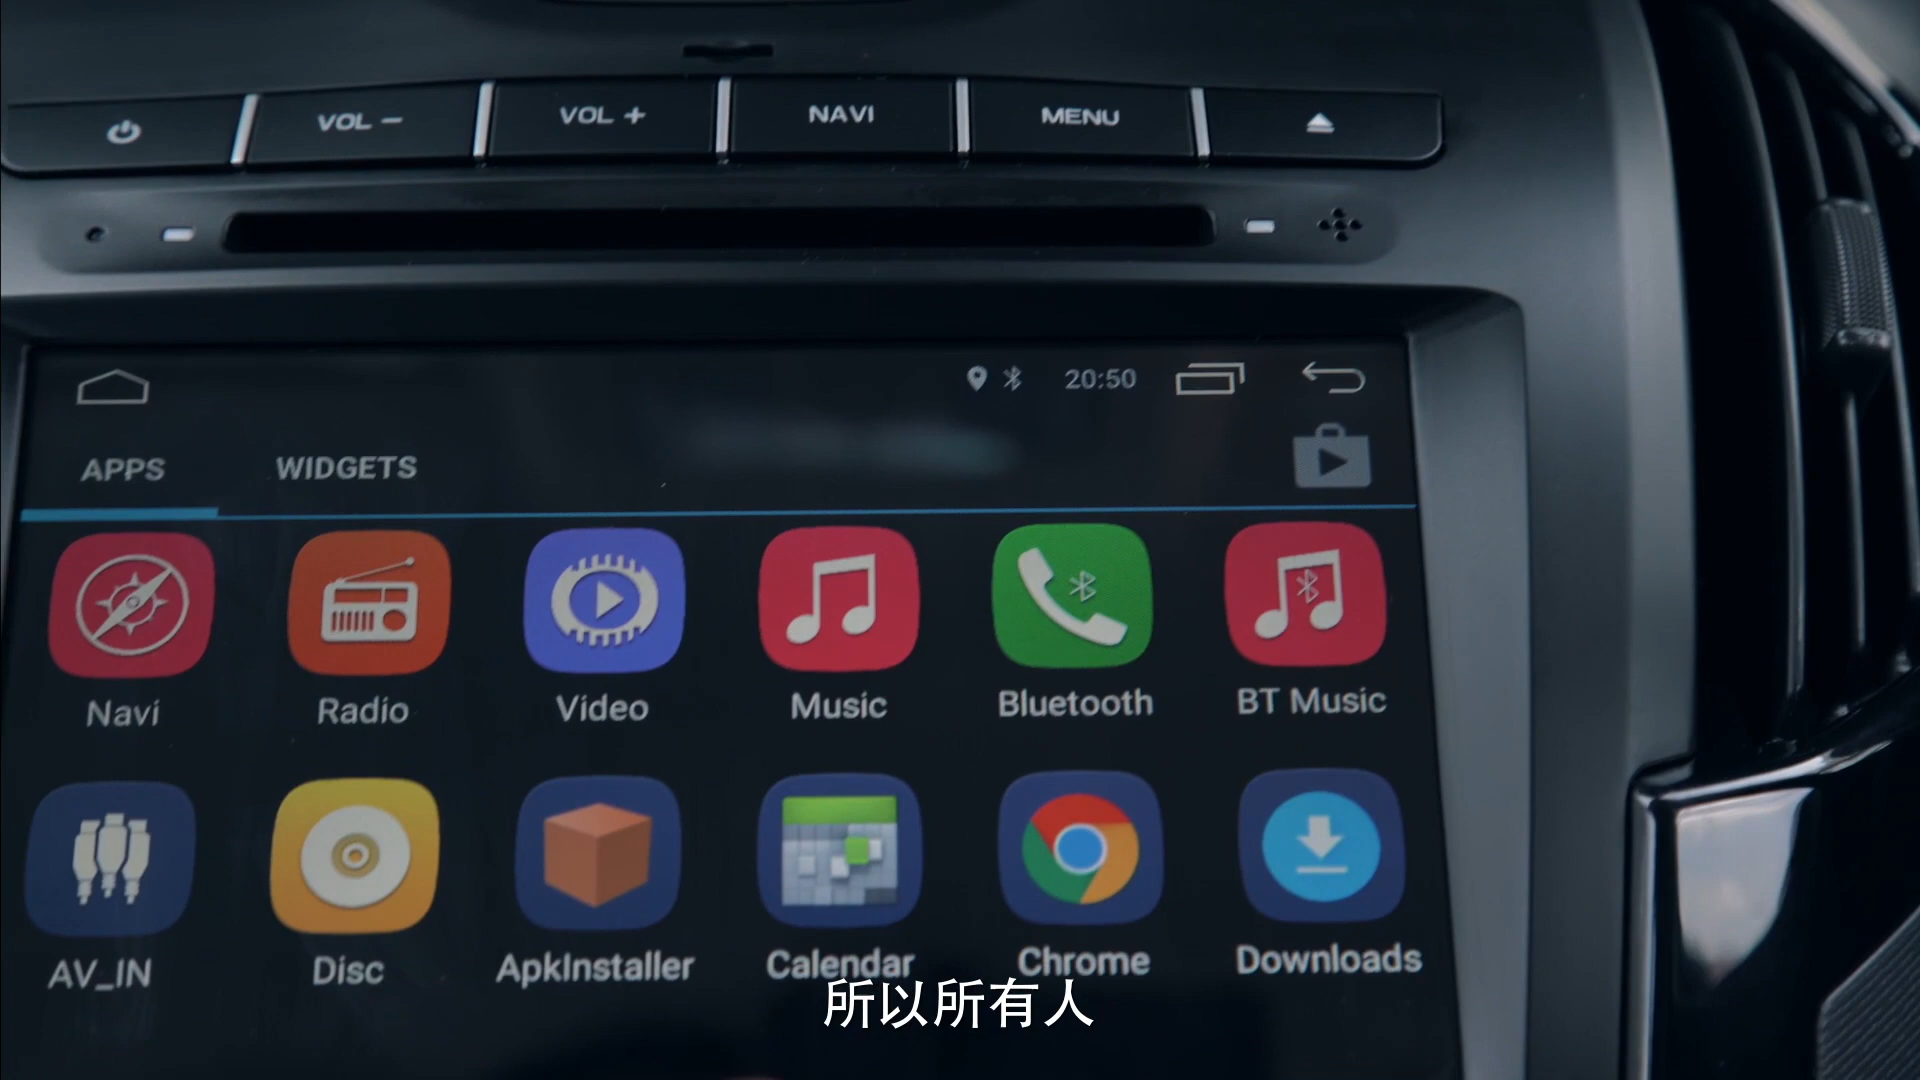 VOL − VOL + NAVI MENU
20:50
APPS WIDGETS
Navi Radio Video Music Bluetooth BT Music
AV_IN Disc ApkInstaller Calendar Chrome Downloads
所以所有人